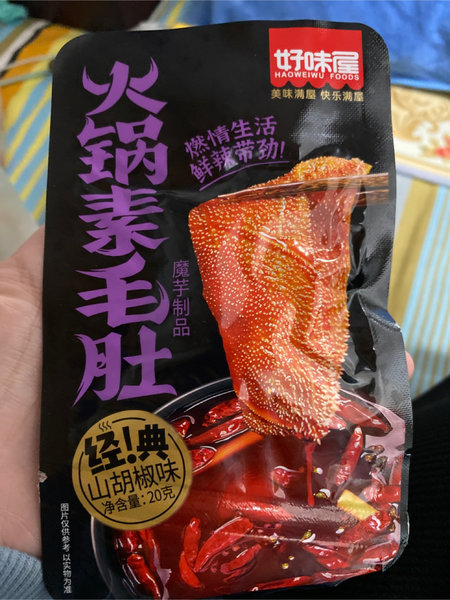 好味屋
HAOWEIWU FOODS
美味满屋 快乐满屋
火锅素毛肚
燃情生活
鲜辣带劲!
魔芋制品
经!典
山胡椒味
净含量:20克
图片仅供参考 以实物为准